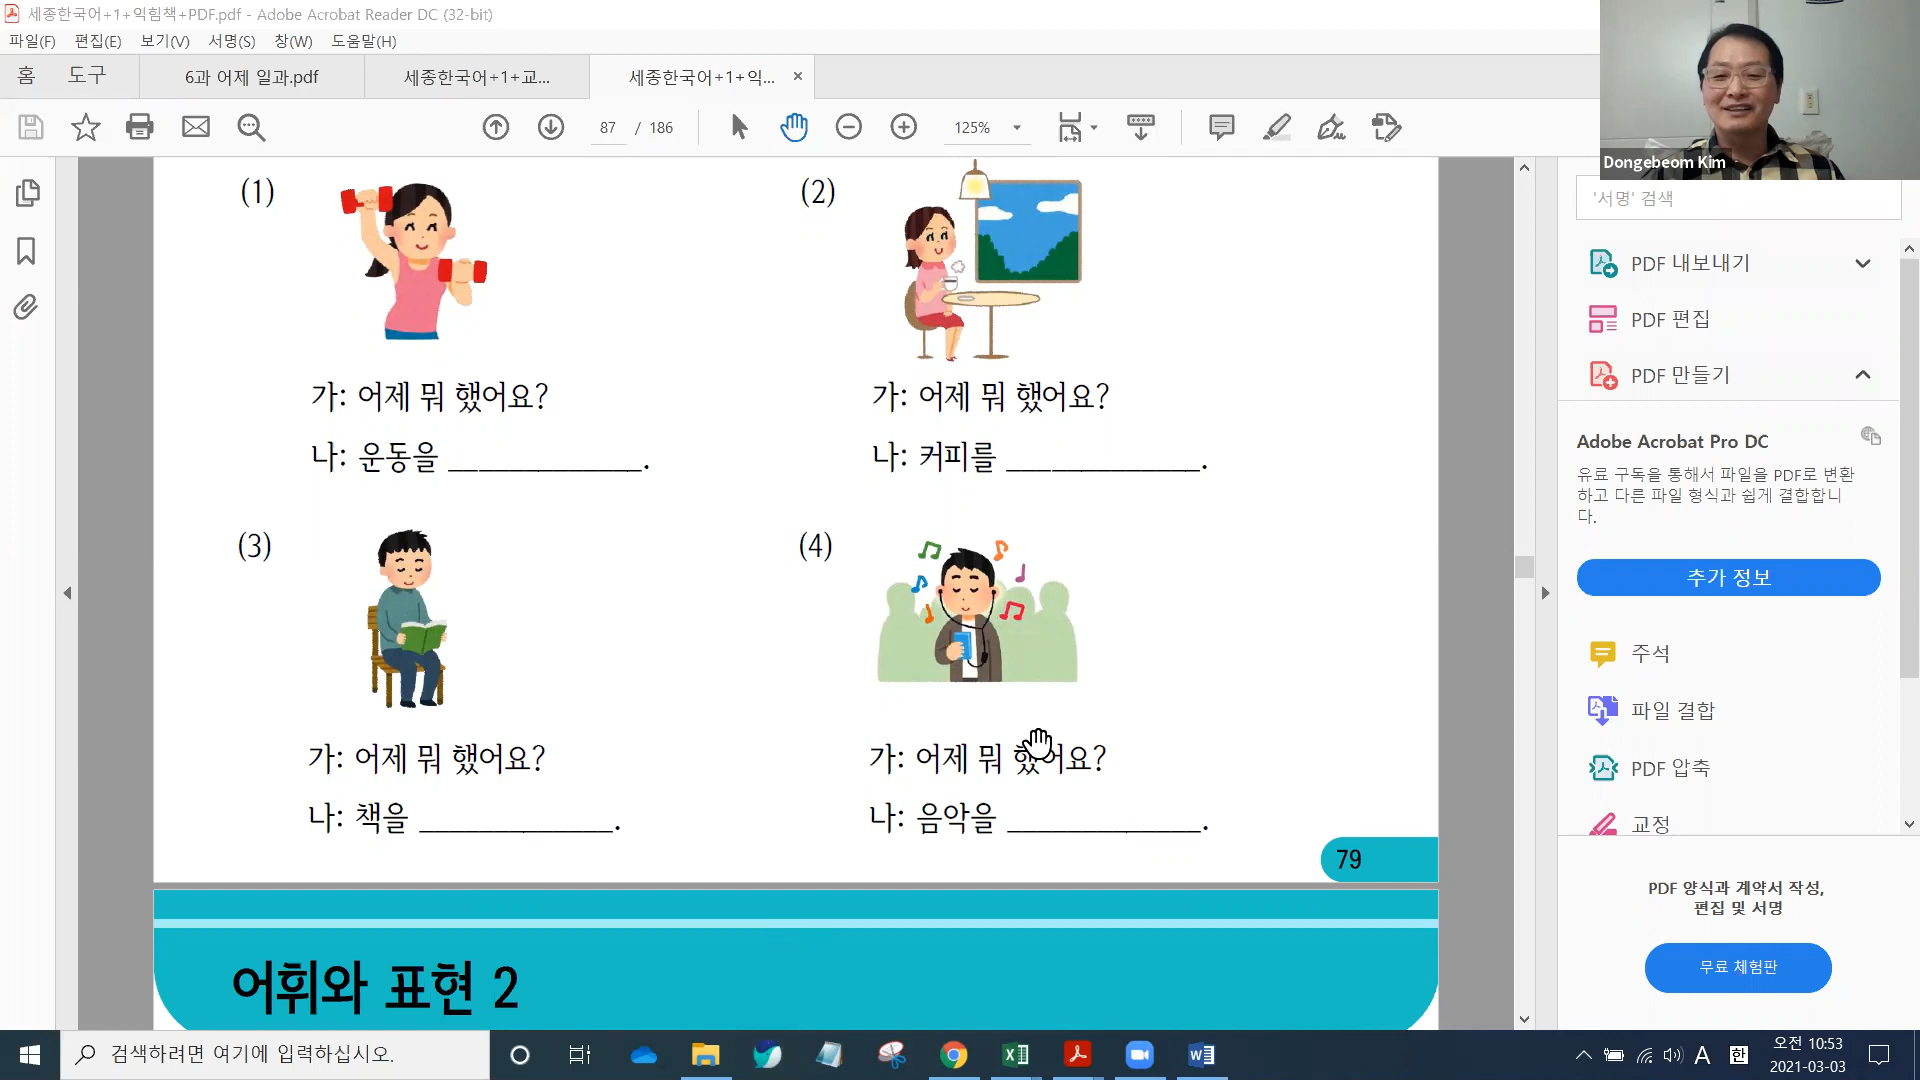 세종한국어+1+익힘책+PDF.pdf - Adobe Acrobat Reader DC (32-bit)
파일(F) 편집(E) 보기(V) 서명(S) 창(W) 도움말(H)
홈 도구 6과 어제 일과.pdf 세종한국어+1+교... 세종한국어+1+익... ×
87 / 186 125%
Dongebeom Kim
(1)
가: 어제 뭐 했어요?
나: 운동을 _____________.
(2)
가: 어제 뭐 했어요?
나: 커피를 _____________.
(3)
가: 어제 뭐 했어요?
나: 책을 _____________.
(4)
가: 어제 뭐 했어요?
나: 음악을 _____________.
79
어휘와 표현 2
'서명' 검색
PDF 내보내기
PDF 편집
PDF 만들기
Adobe Acrobat Pro DC
유료 구독을 통해서 파일을 PDF로 변환
하고 다른 파일 형식과 쉽게 결합합니
다.
추가 정보
주석
파일 결합
PDF 압축
교정
PDF 양식과 계약서 작성,
편집 및 서명
무료 체험판
검색하려면 여기에 입력하십시오.
A 한 오전 10:53
2021-03-03